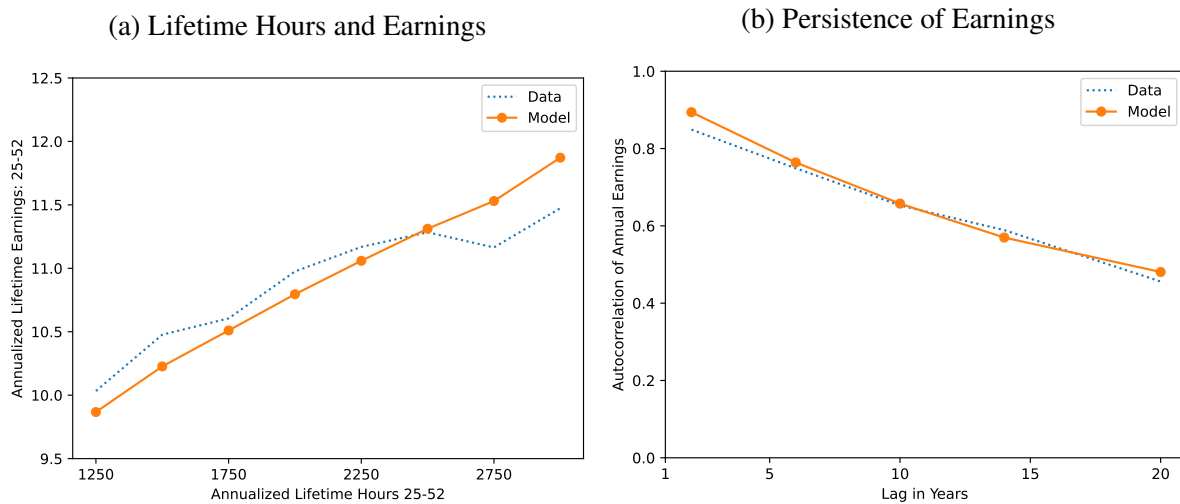 (a) Lifetime Hours and Earnings
12.5
12.0
11.5
11.0
10.5
10.0
9.5
Annualized Lifetime Earnings: 25-52
Data
Model
1250
1750
2250
2750
Annualized Lifetime Hours 25-52
(b) Persistence of Earnings
1.0
0.8
0.6
0.4
0.2
0.0
Autocorrelation of Annual Earnings
Data
Model
1
5
10
15
20
Lag in Years